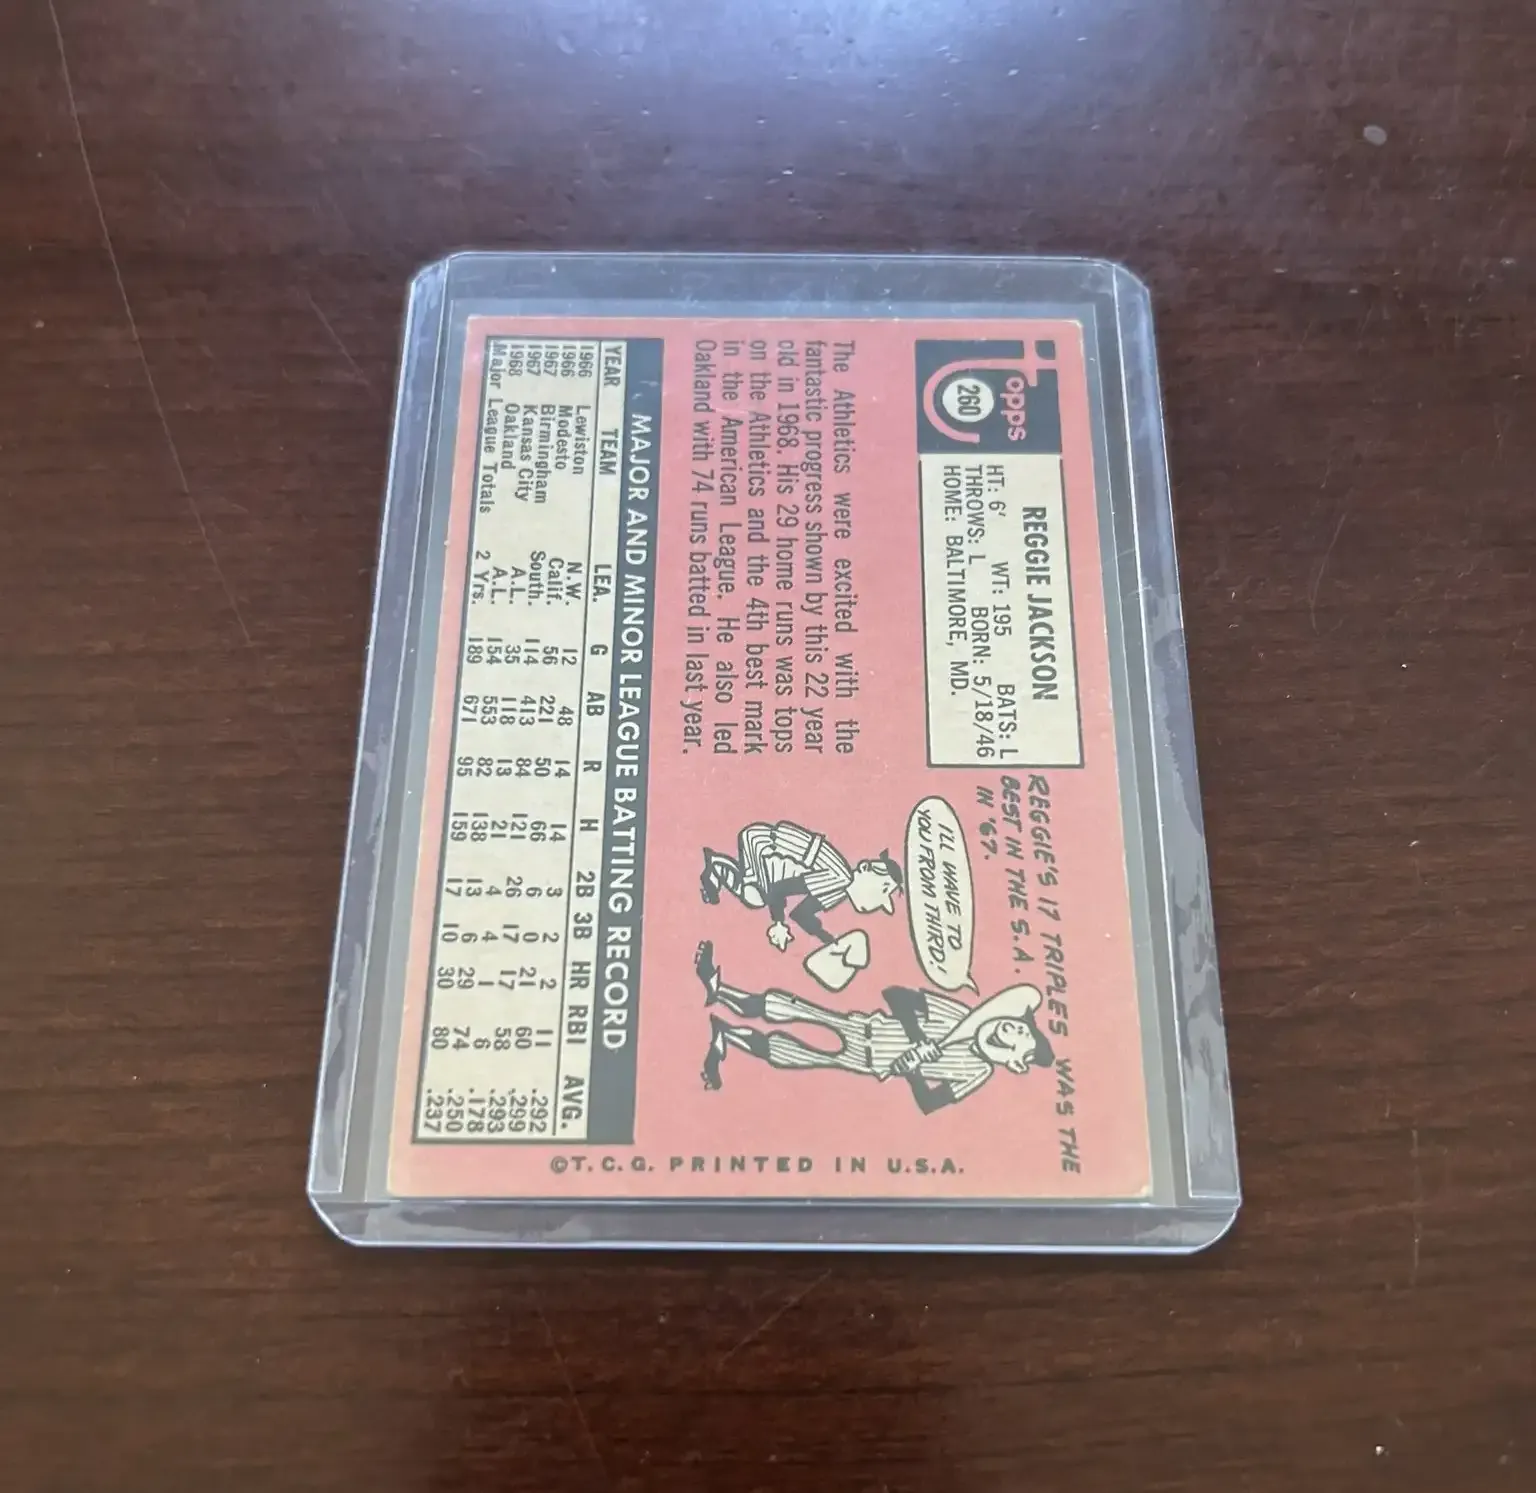 Topps
260
REGGIE JACKSON
HT: 6' WT: 195 BATS: L
THROWS: L BORN: 5/18/46
HOME: BALTIMORE, MD.
REGGIE'S 17 TRIPLES WAS THE
BEST IN THE S.A.
IN '67.
I'LL WAVE TO
YOU FROM THIRD!
The Athletics were excited with the
fantastic progress shown by this 22 year
old in 1968. His 29 home runs was tops
on the Athletics and the 4th best mark
in the American League. He also led
Oakland with 74 runs batted in last year.
MAJOR AND MINOR LEAGUE BATTING RECORD
YEAR TEAM LEA. G AB R H 2B 3B HR RBI AVG.
1966 Lewiston N.W. 12 48 14 14 3 2 2 11 .292
1966 Modesto Calif. 56 221 50 66 6 0 21 60 .299
1967 Birmingham South. 114 413 84 121 26 17 17 58 .293
1967 Kansas City A.L. 35 118 13 21 4 4 1 6 .178
1968 Oakland A.L. 154 553 82 138 13 6 29 74 .250
Major League Totals 2 Yrs. 189 671 95 159 17 10 30 80 .237
©T.C.G. PRINTED IN U.S.A.